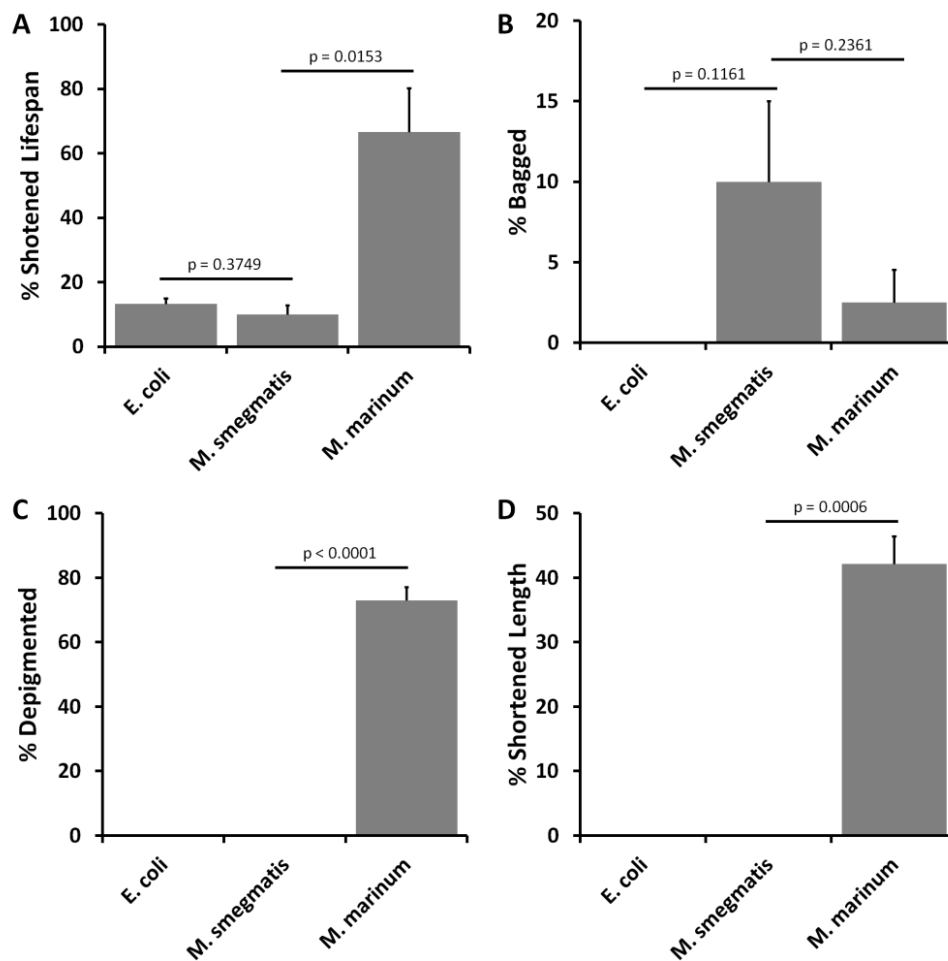 A
% Shotened Lifespan
100
80
60
40
20
0
p = 0.0153
p = 0.3749
E. coli
M. smegmatis
M. marinum
B
% Bagged
20
15
10
5
0
p = 0.2361
p = 0.1161
E. coli
M. smegmatis
M. marinum
C
% Depigmented
100
80
60
40
20
0
p < 0.0001
E. coli
M. smegmatis
M. marinum
D
% Shortened Length
50
40
30
20
10
0
p = 0.0006
E. coli
M. smegmatis
M. marinum